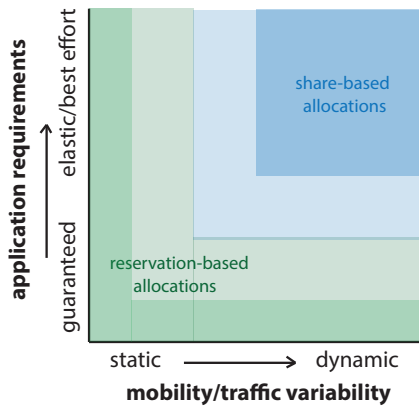 application requirements
elastic/best effort
guaranteed
share-based
allocations
reservation-based
allocations
static
dynamic
mobility/traffic variability